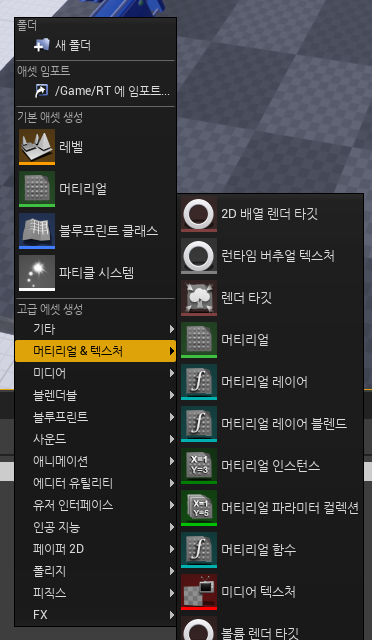 폴더
새 폴더
애셋 임포트
/Game/RT 에 임포트...
기본 애셋 생성
레벨
머티리얼
블루프린트 클래스
파티클 시스템
고급 에셋 생성
기타
머티리얼 & 텍스처
미디어
블렌더블
블루프린트
사운드
애니메이션
에디터 유틸리티
유저 인터페이스
인공 지능
페이퍼 2D
폴리지
피직스
FX
2D 배열 렌더 타깃
런타임 버추얼 텍스처
렌더 타깃
머티리얼
머티리얼 레이어
머티리얼 레이어 블렌드
X=1
Y=3
머티리얼 인스턴스
X=1
Y=5
머티리얼 파라미터 컬렉션
머티리얼 함수
미디어 텍스처
볼륨 렌더 타깃